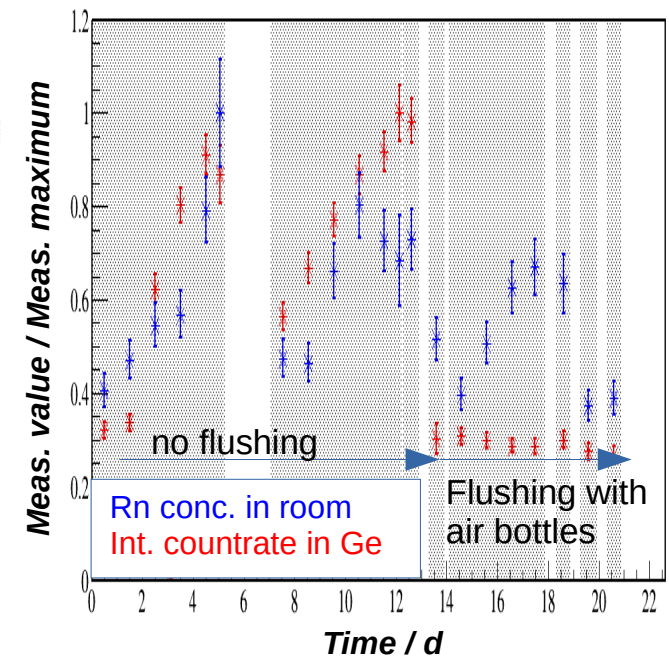 Meas. value / Meas. maximum
1.2
1
0.8
0.6
0.4
0.2
0
no flushing
Flushing with
air bottles
Rn conc. in room
Int. countrate in Ge
0 2 4 6 8 10 12 14 16 18 20 22
Time / d